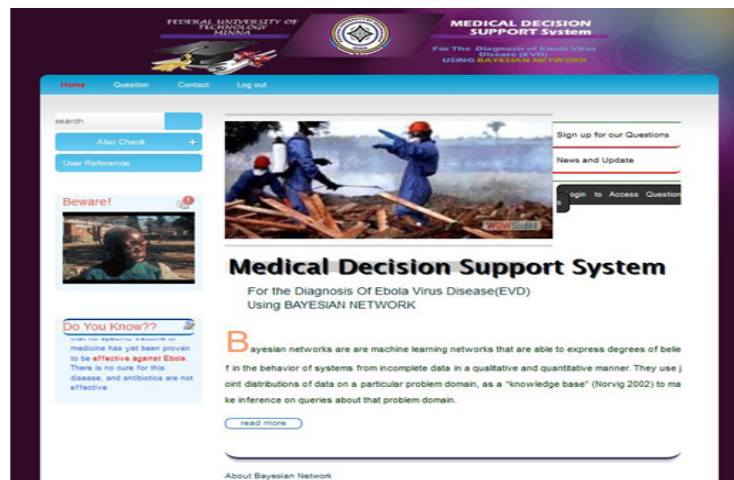 FEDERAL UNIVERSITY OF
TECHNOLOGY
MINNA
MEDICAL DECISION
SUPPORT System
For The Diagnosis of Ebola Virus
Disease (EVD)
USING BAYESIAN NETWORK
Home Question Contact Log out
search
Also Check +
User Reference
Beware!
Do You Know??
medicine has yet been proven
to be effective against Ebola.
There is no cure for this
disease, and antibiotics are not
effective
WOWSlider
Sign up for our Questions
News and Update
ogin to Access Question
s
Medical Decision Support System
For the Diagnosis Of Ebola Virus Disease(EVD)
Using BAYESIAN NETWORK
Bayesian networks are are machine learning networks that are able to express degrees of belie
f in the behavior of systems from incomplete data in a qualitative and quantitative manner. They use j
oint distributions of data on a particular problem domain, as a "knowledge base" (Norvig 2002) to ma
ke inference on queries about that problem domain.
read more
About Bayesian Network